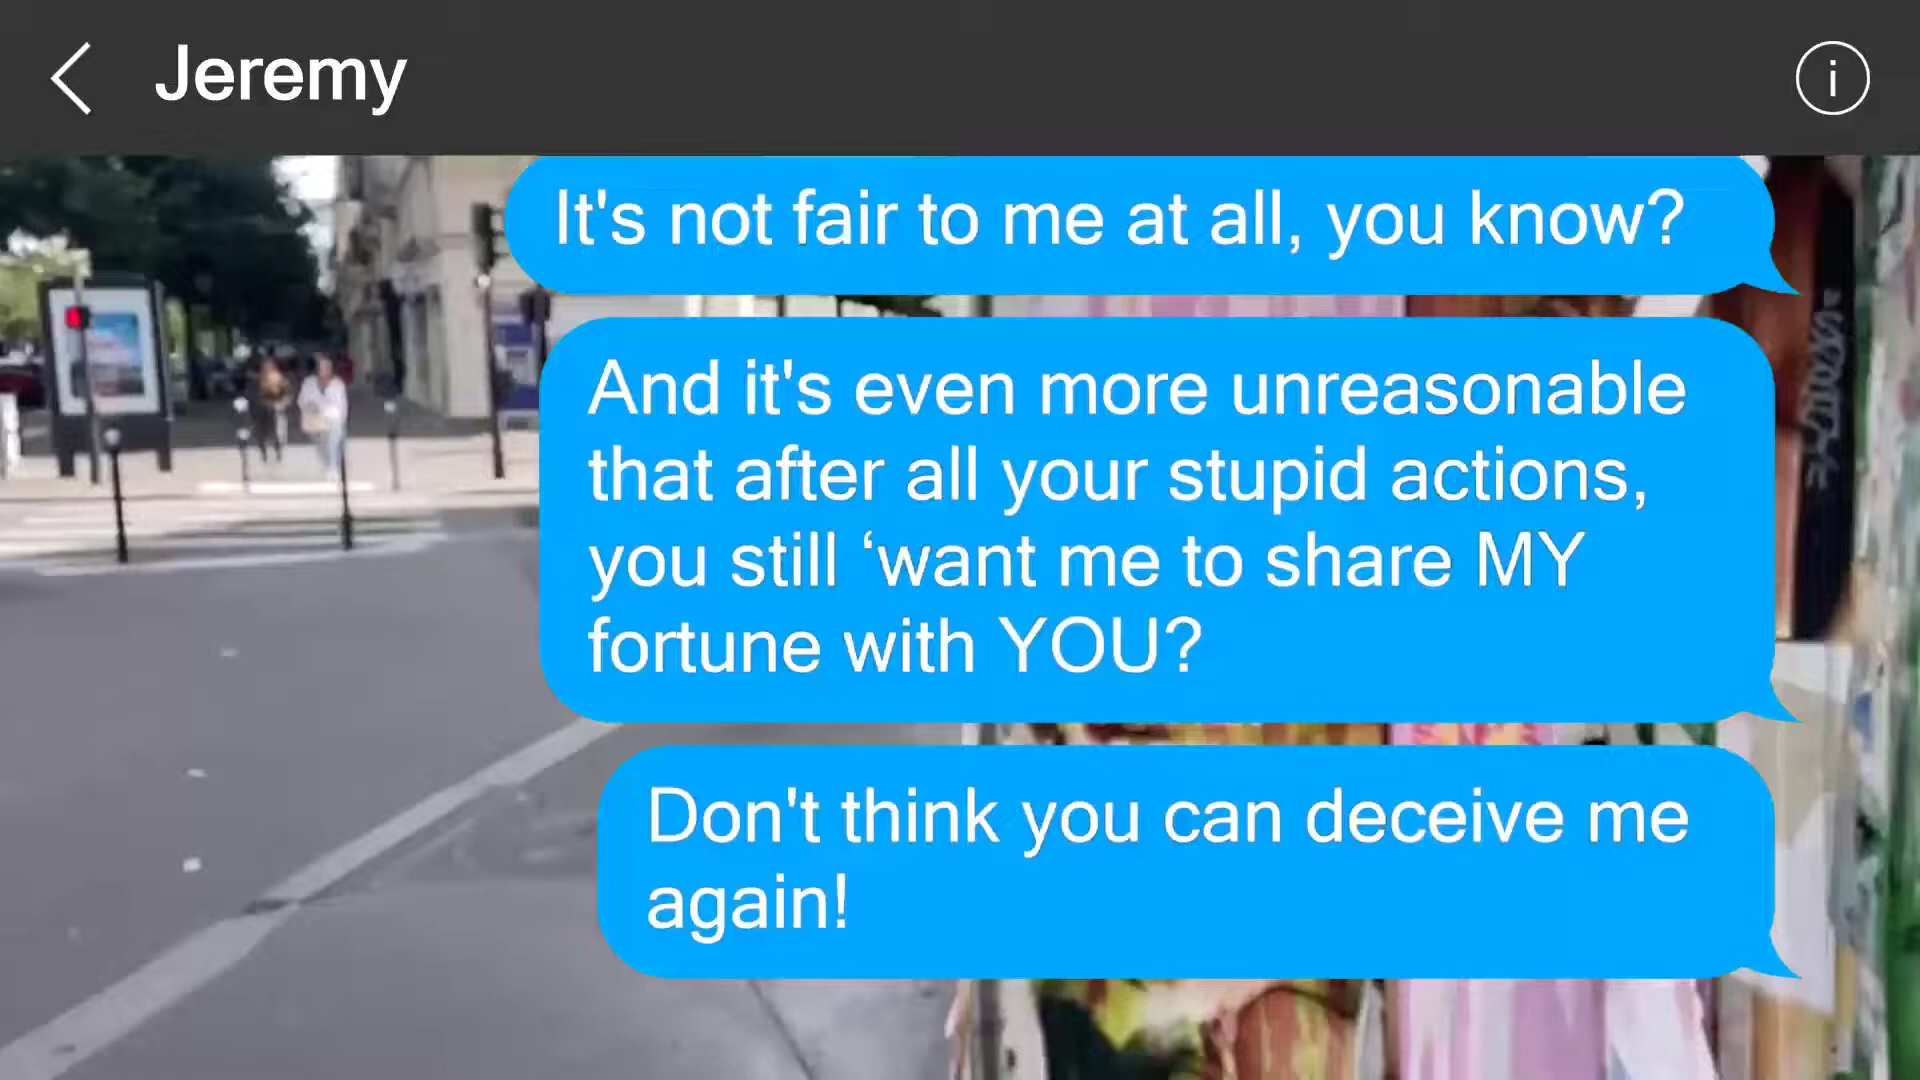 Jeremy
It's not fair to me at all, you know?
And it's even more unreasonable
that after all your stupid actions,
you still ‘want me to share MY
fortune with YOU?
Don't think you can deceive me
again!